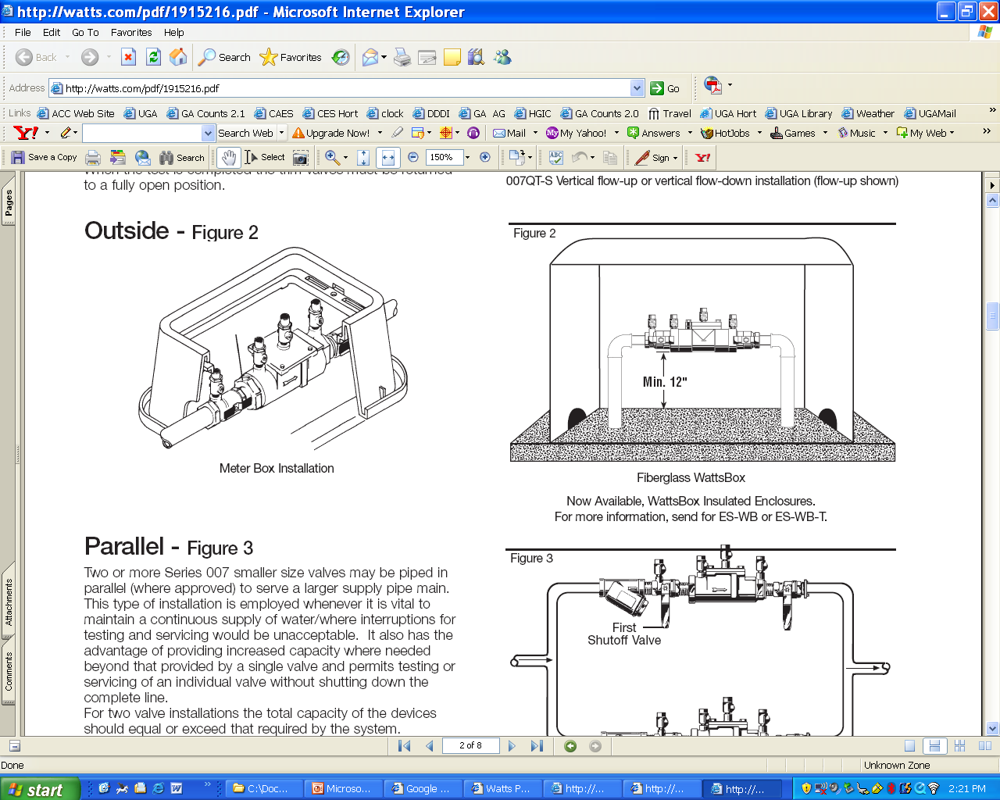 http://watts.com/pdf/1915216.pdf - Microsoft Internet Explorer
File Edit Go To Favorites Help
Back Search Favorites
Address http://watts.com/pdf/1915216.pdf Go
Links ACC Web Site UGA GA Counts 2.1 CAES CES Hort clock DDDI GA AG HGIC GA Counts 2.0 Travel UGA Hort UGA Library Weather UGAMail »
Y! Search Web Upgrade Now! Mail My Yahoo! Answers HotJobs Games Music My Web »
Save a Copy Search Select 150% Sign Y!
Pages
Attachments
Comments
When the test is completed the trim valves must be returned
to a fully open position.
007QT-S Vertical flow-up or vertical flow-down installation (flow-up shown)
Outside - Figure 2
Meter Box Installation
Figure 2
Min. 12"
Fiberglass WattsBox
Now Available, WattsBox Insulated Enclosures.
For more information, send for ES-WB or ES-WB-T.
Parallel - Figure 3
Two or more Series 007 smaller size valves may be piped in
parallel (where approved) to serve a larger supply pipe main.
This type of installation is employed whenever it is vital to
maintain a continuous supply of water/where interruptions for
testing and servicing would be unacceptable. It also has the
advantage of providing increased capacity where needed
beyond that provided by a single valve and permits testing or
servicing of an individual valve without shutting down the
complete line.
For two valve installations the total capacity of the devices
should equal or exceed that required by the system.
Figure 3
First
Shutoff Valve
2 of 8
Done Unknown Zone
start » C:\Doc... Microso... Google ... Watts P... http://... http://... http://... 2:21 PM